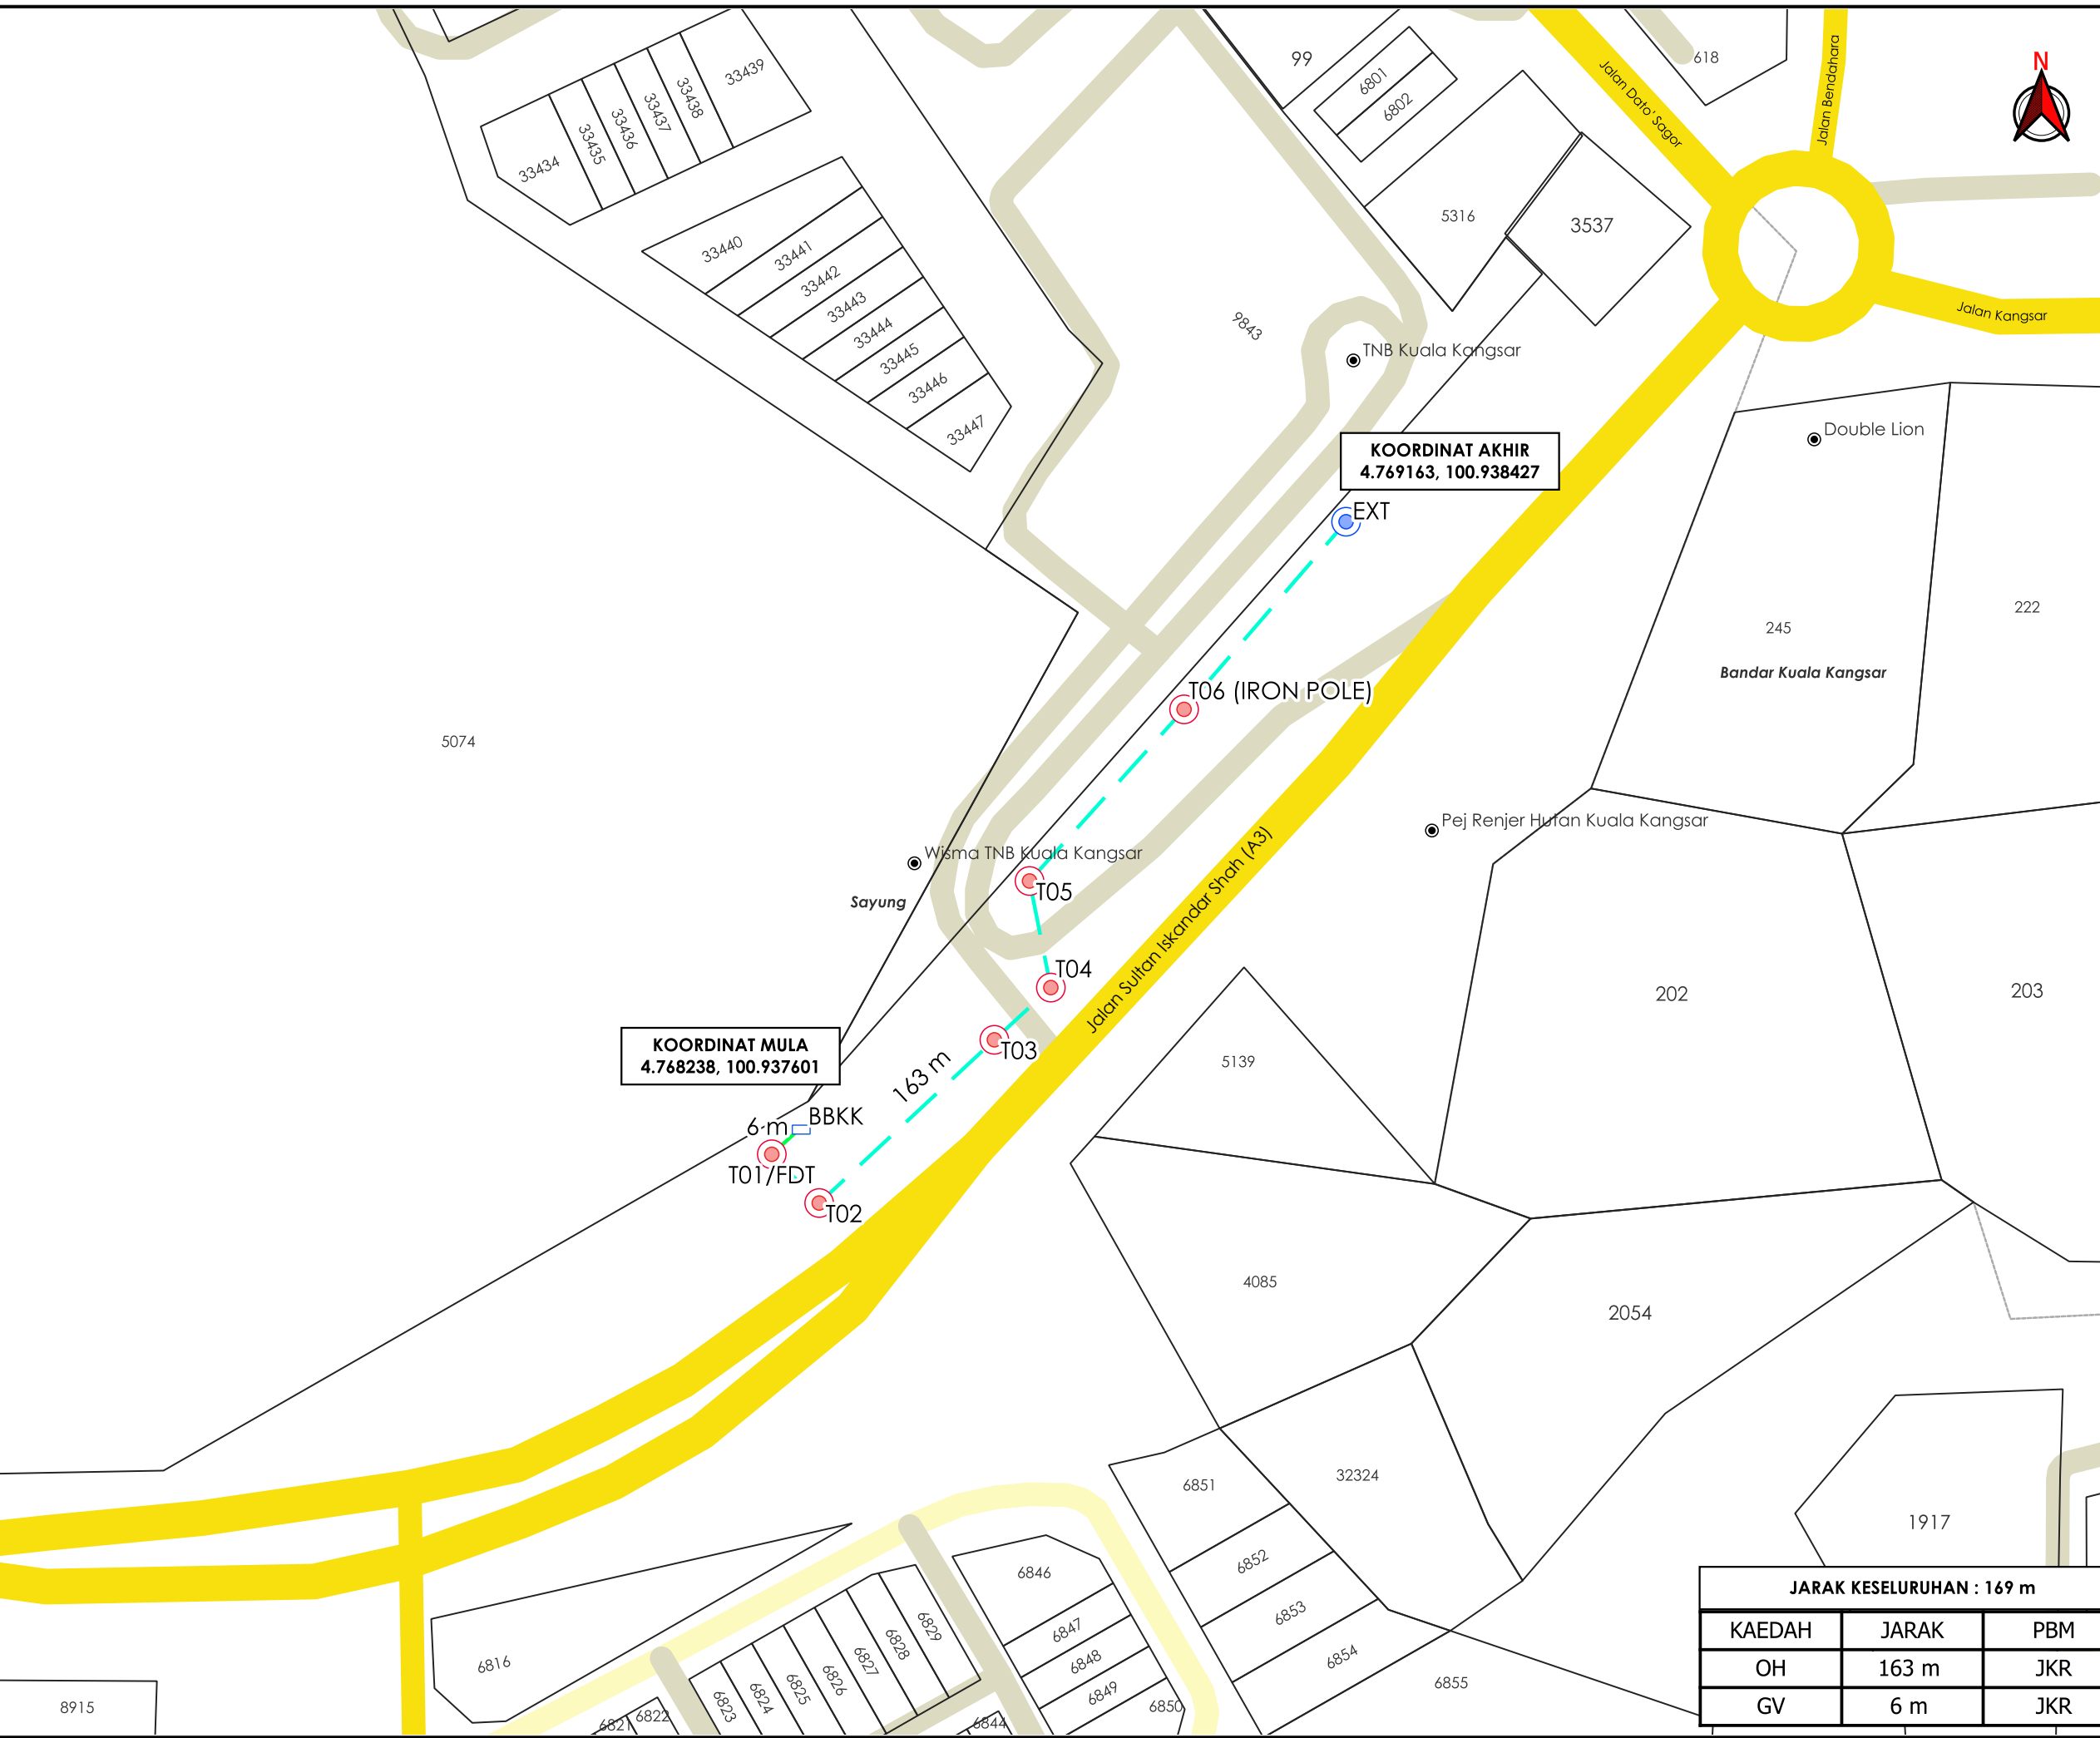 99
6801
6802
618
Jalan Dato' Sagor
Jalan Bendahara
N
33439
33438
33437
33436
33435
33434
5316
3537
33440
33441
33442
33443
33444
33445
33446
33447
9843
Jalan Kangsar
TNB Kuala Kangsar
Double Lion
KOORDINAT AKHIR
4.769163, 100.938427
EXT
222
245
Bandar Kuala Kangsar
T06 (IRON POLE)
5074
Pej Renjer Hutan Kuala Kangsar
Wisma TNB Kuala Kangsar
T05
Sayung
Jalan Sultan Iskandar Shah (A3)
T04
202
203
KOORDINAT MULA
4.768238, 100.937601
T03
163 m
5139
BBKK
6 m
T01/FDT
T02
4085
2054
6851
32324
1917
6852
6846
6853
6847
6848
6849
6850
6854
6855
6829
6828
6827
6826
6825
6824
6823
6822
6821
6844
6816
8915
JARAK KESELURUHAN : 169 m
KAEDAH JARAK PBM
OH 163 m JKR
GV 6 m JKR